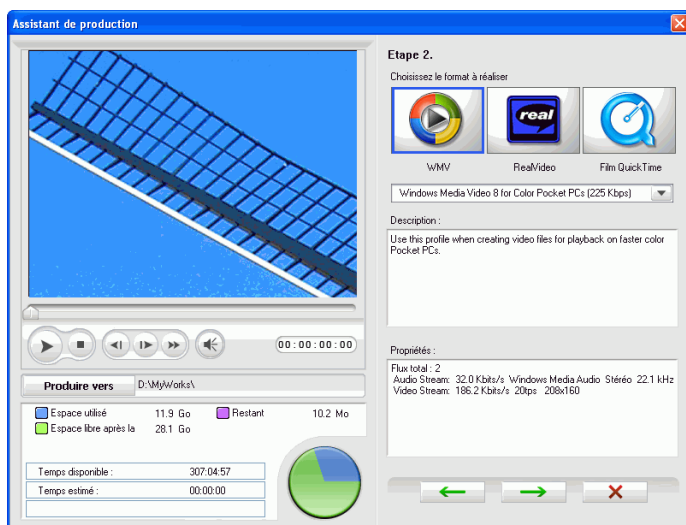 Assistant de production
Etape 2.
Choisissez le format à réaliser
real
WMV
RealVideo
Film QuickTime
Windows Media Video 8 for Color Pocket PCs (225 Kbps)
Description :
Use this profile when creating video files for playback on faster color
Pocket PCs.
00:00:00:00
Propriétés :
Flux total : 2
Audio Stream: 32.0 Kbits/s Windows Media Audio Stéréo 22.1 kHz
Video Stream: 186.2 Kbits/s 20tps 208x160
Produire vers
D:\MyWorks\
Espace utilisé 11.9 Go
Restant 10.2 Mo
Espace libre après la 28.1 Go
Temps disponible : 307:04:57
Temps estimé : 00:00:00